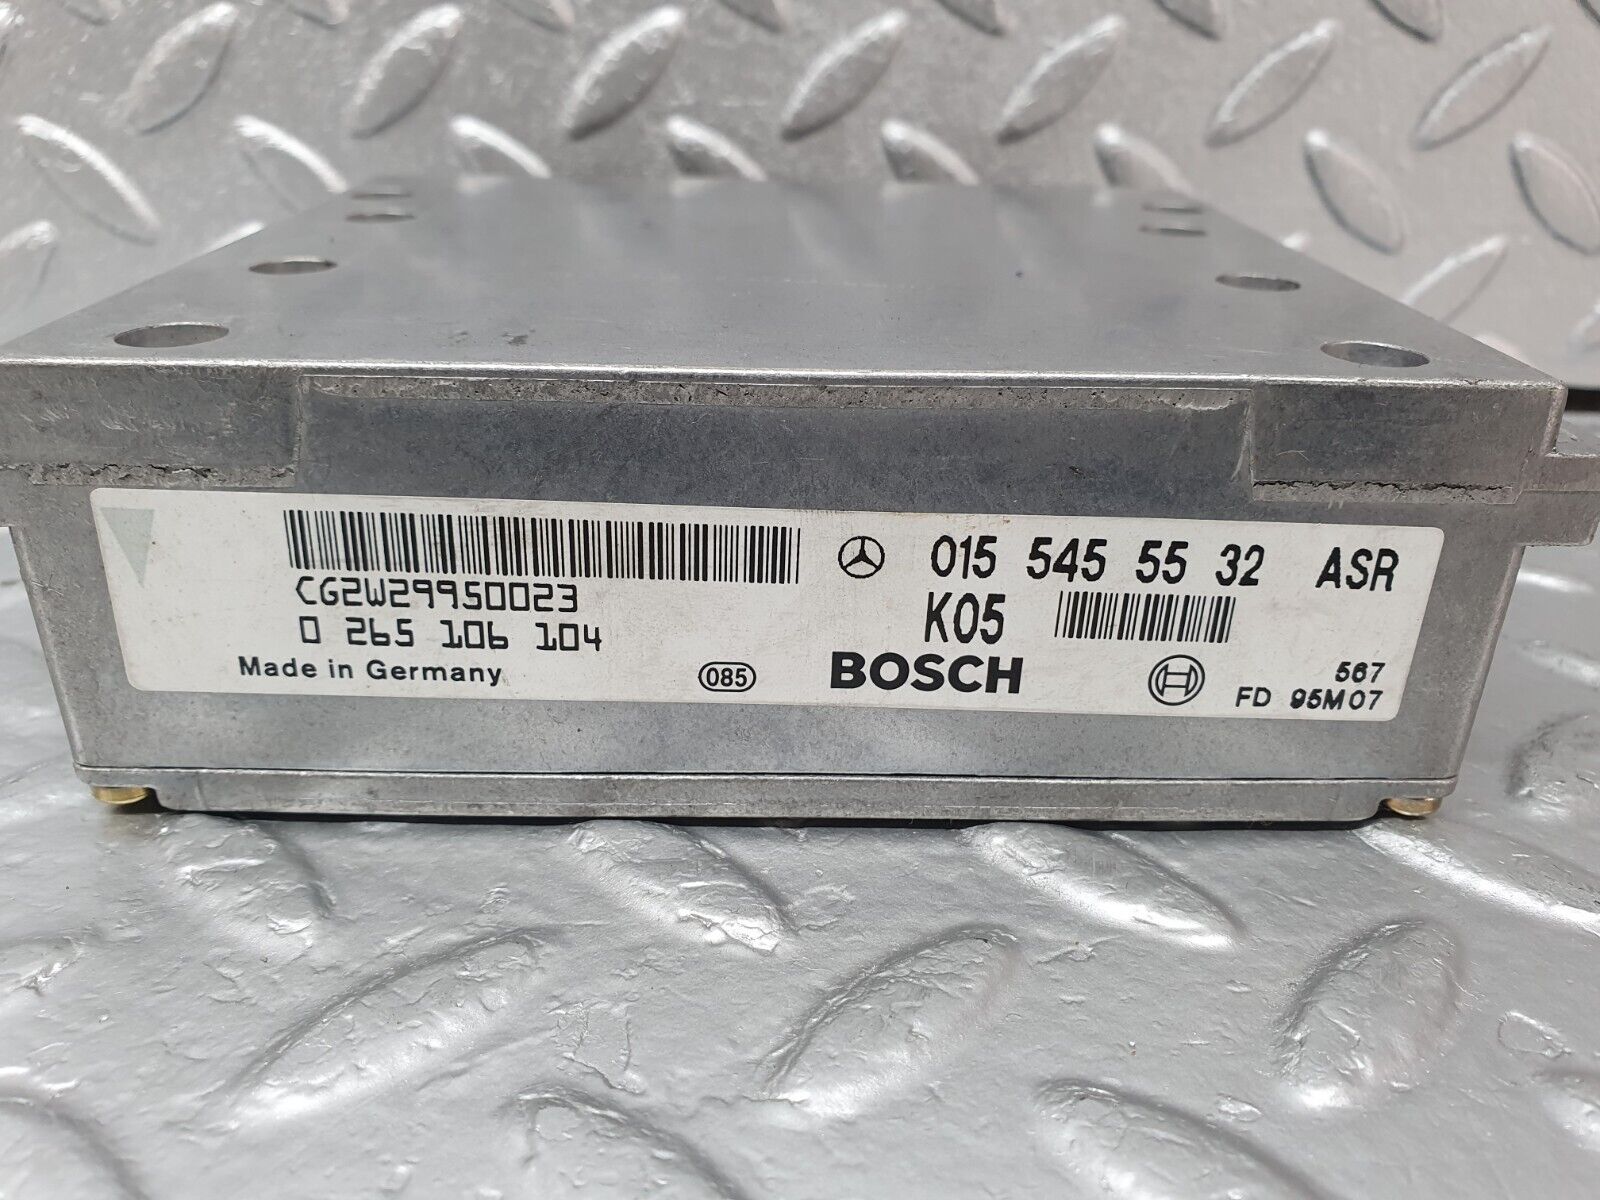 015 545 55 32 ASR
CG2W29950023
K05
0 265 106 104
Made in Germany
085
BOSCH
567
FD 95M07